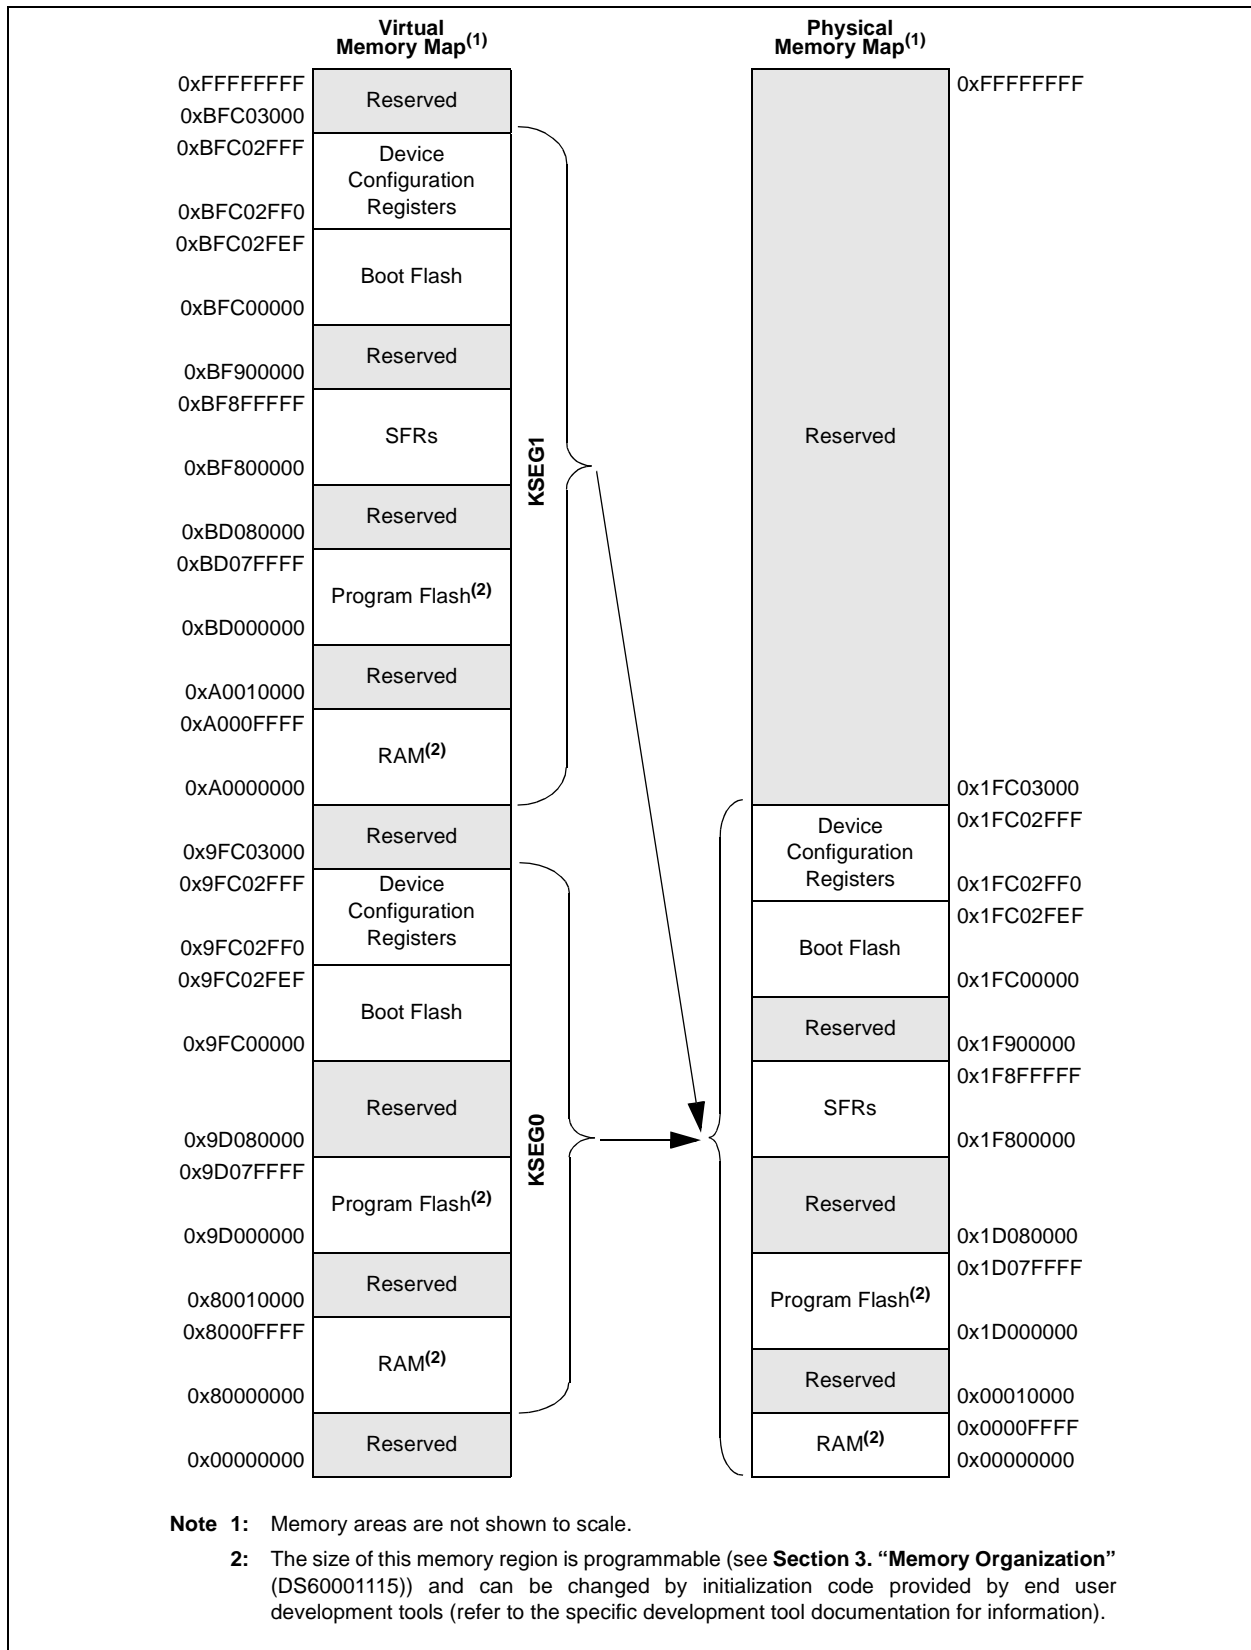 Virtual
Memory Map(1)
0xFFFFFFFF
Reserved
0xBFC03000
0xBFC02FFF
Device
Configuration
Registers
0xBFC02FF0
0xBFC02FEF
Boot Flash
0xBFC00000
Reserved
0xBF900000
0xBF8FFFFF
SFRs
0xBF800000
Reserved
0xBD080000
0xBD07FFFF
Program Flash(2)
0xBD000000
Reserved
0xA0010000
0xA000FFFF
RAM(2)
0xA0000000
KSEG1
Reserved
0x9FC03000
0x9FC02FFF
Device
Configuration
Registers
0x9FC02FF0
0x9FC02FEF
Boot Flash
0x9FC00000
Reserved
0x9D080000
0x9D07FFFF
Program Flash(2)
0x9D000000
Reserved
0x80010000
0x8000FFFF
RAM(2)
0x80000000
KSEG0
Reserved
0x00000000
Physical
Memory Map(1)
0xFFFFFFFF
Reserved
0x1FC03000
0x1FC02FFF
Device
Configuration
Registers
0x1FC02FF0
0x1FC02FEF
Boot Flash
0x1FC00000
Reserved
0x1F900000
0x1F8FFFFF
SFRs
0x1F800000
Reserved
0x1D080000
0x1D07FFFF
Program Flash(2)
0x1D000000
Reserved
0x00010000
0x0000FFFF
RAM(2)
0x00000000
Note 1: Memory areas are not shown to scale.
2: The size of this memory region is programmable (see Section 3. “Memory Organization”
(DS60001115)) and can be changed by initialization code provided by end user
development tools (refer to the specific development tool documentation for information).